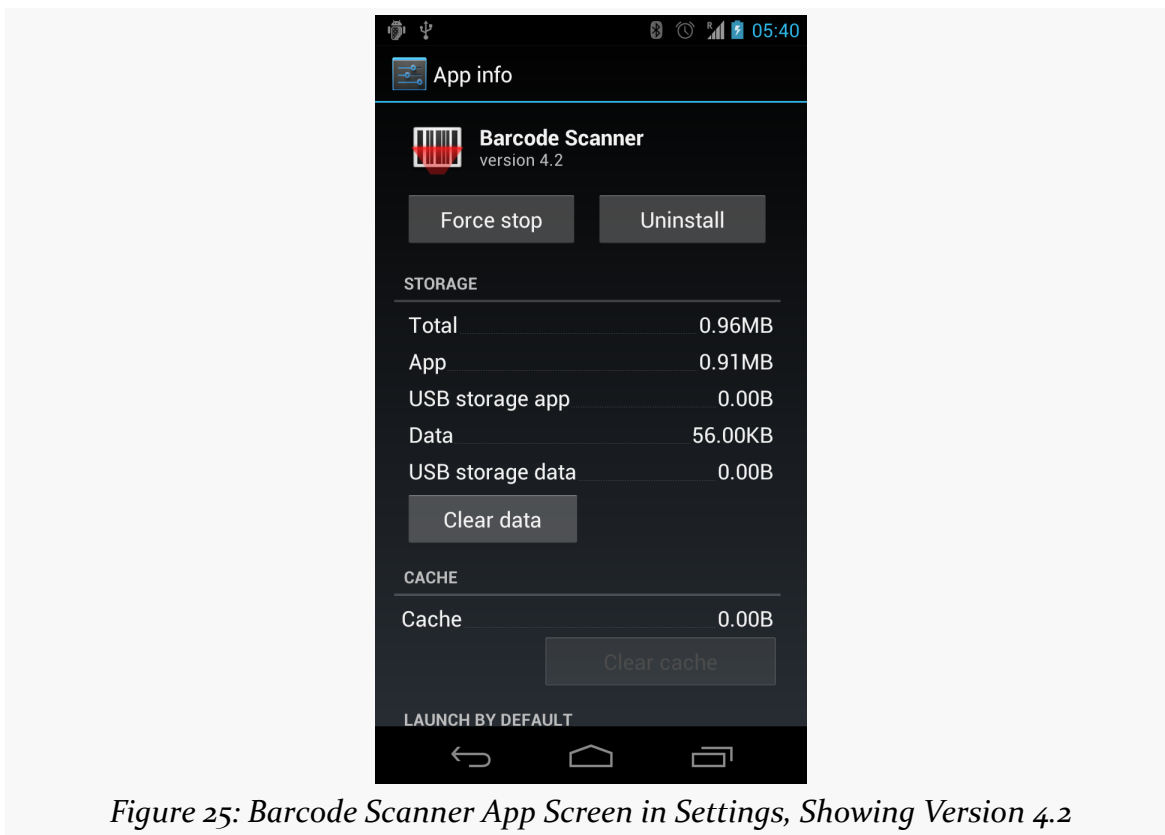 R 05:40
App info
Barcode Scanner
version 4.2
Force stop Uninstall
STORAGE
Total 0.96MB
App 0.91MB
USB storage app 0.00B
Data 56.00KB
USB storage data 0.00B
Clear data
CACHE
Cache 0.00B
Clear cache
LAUNCH BY DEFAULT
Figure 25: Barcode Scanner App Screen in Settings, Showing Version 4.2